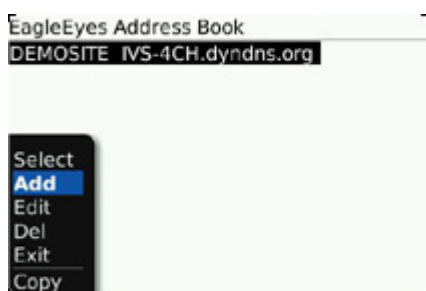 EagleEyes Address Book
DEMOSITE IVS-4CH.dyndns.org
Select
Add
Edit
Del
Exit
Copy